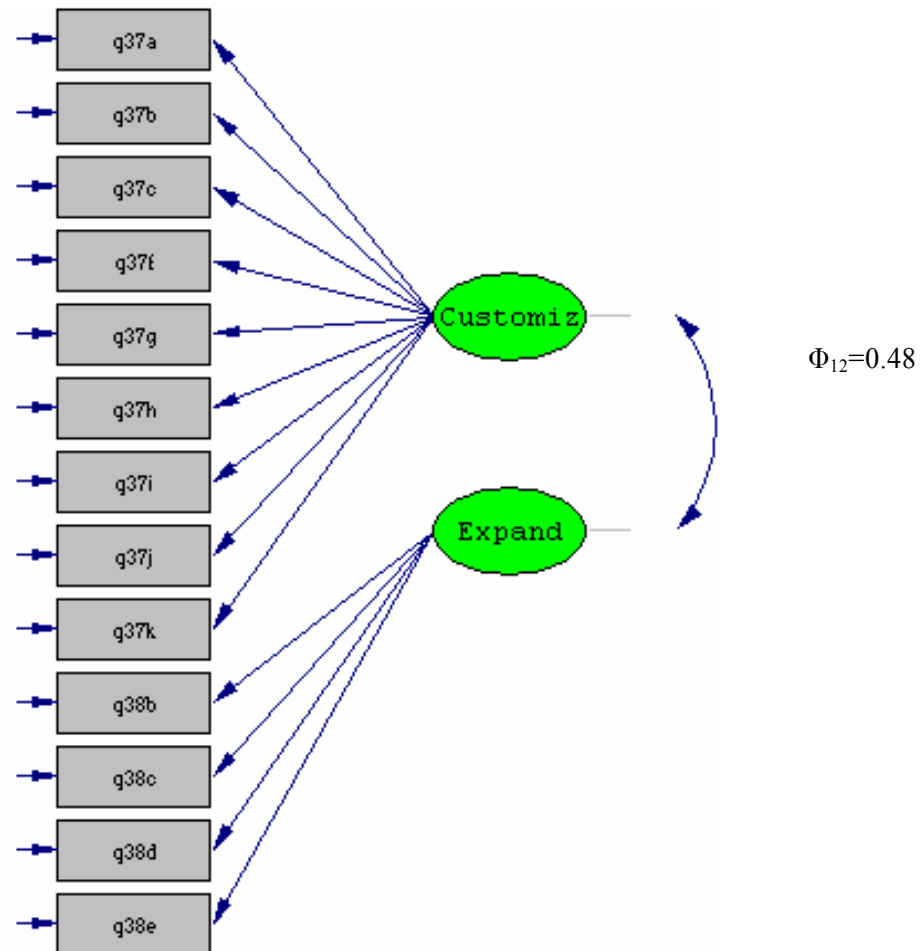 q37a
q37b
q37c
q37f
q37g
q37h
q37i
q37j
q37k
q38b
q38c
q38d
q38e
Customiz
Expand
Φ₁₂=0.48